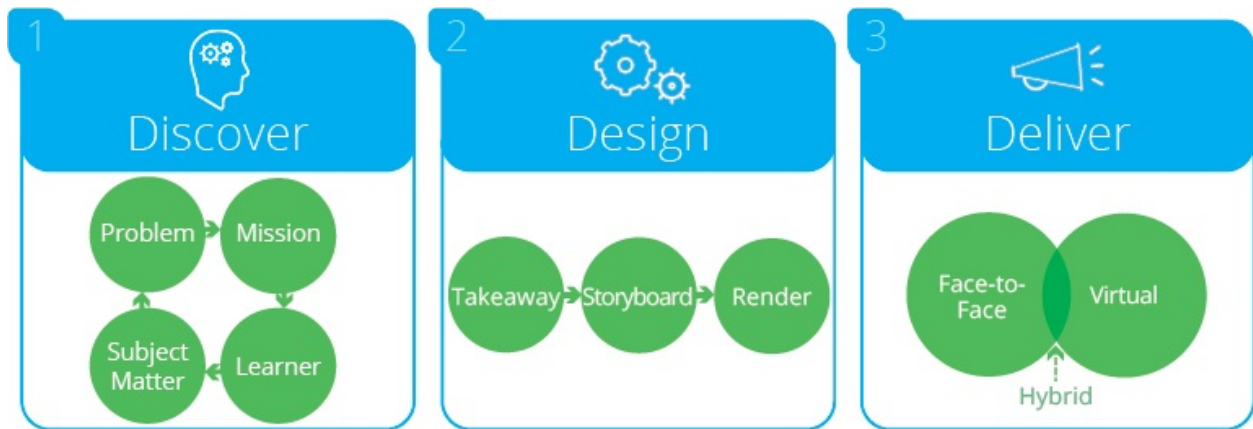 1
Discover
Problem
Mission
Subject
Matter
Learner
2
Design
Takeaway
Storyboard
Render
3
Deliver
Face-to-
Face
Virtual
Hybrid